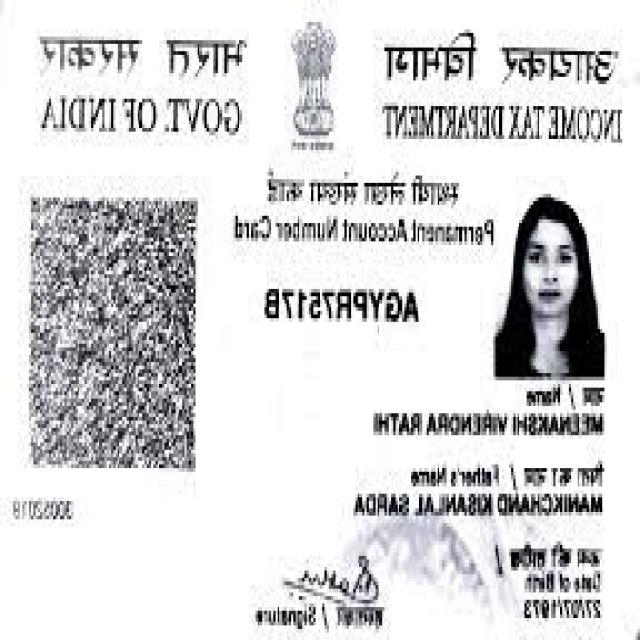 आयकर विभाग
INCOME TAX DEPARTMENT
भारत सरकार
GOVT. OF INDIA
स्थायी लेखा संख्या कार्ड
Permanent Account Number Card
AGYPR7517B
नाम / Name
MEENAKSHI VIRENDRA RATHI
पिता का नाम / Father's Name
MANIKCHAND KISANLAL SARDA
जन्म की तारीख /
Date of Birth
27/07/1973
हस्ताक्षर / Signature